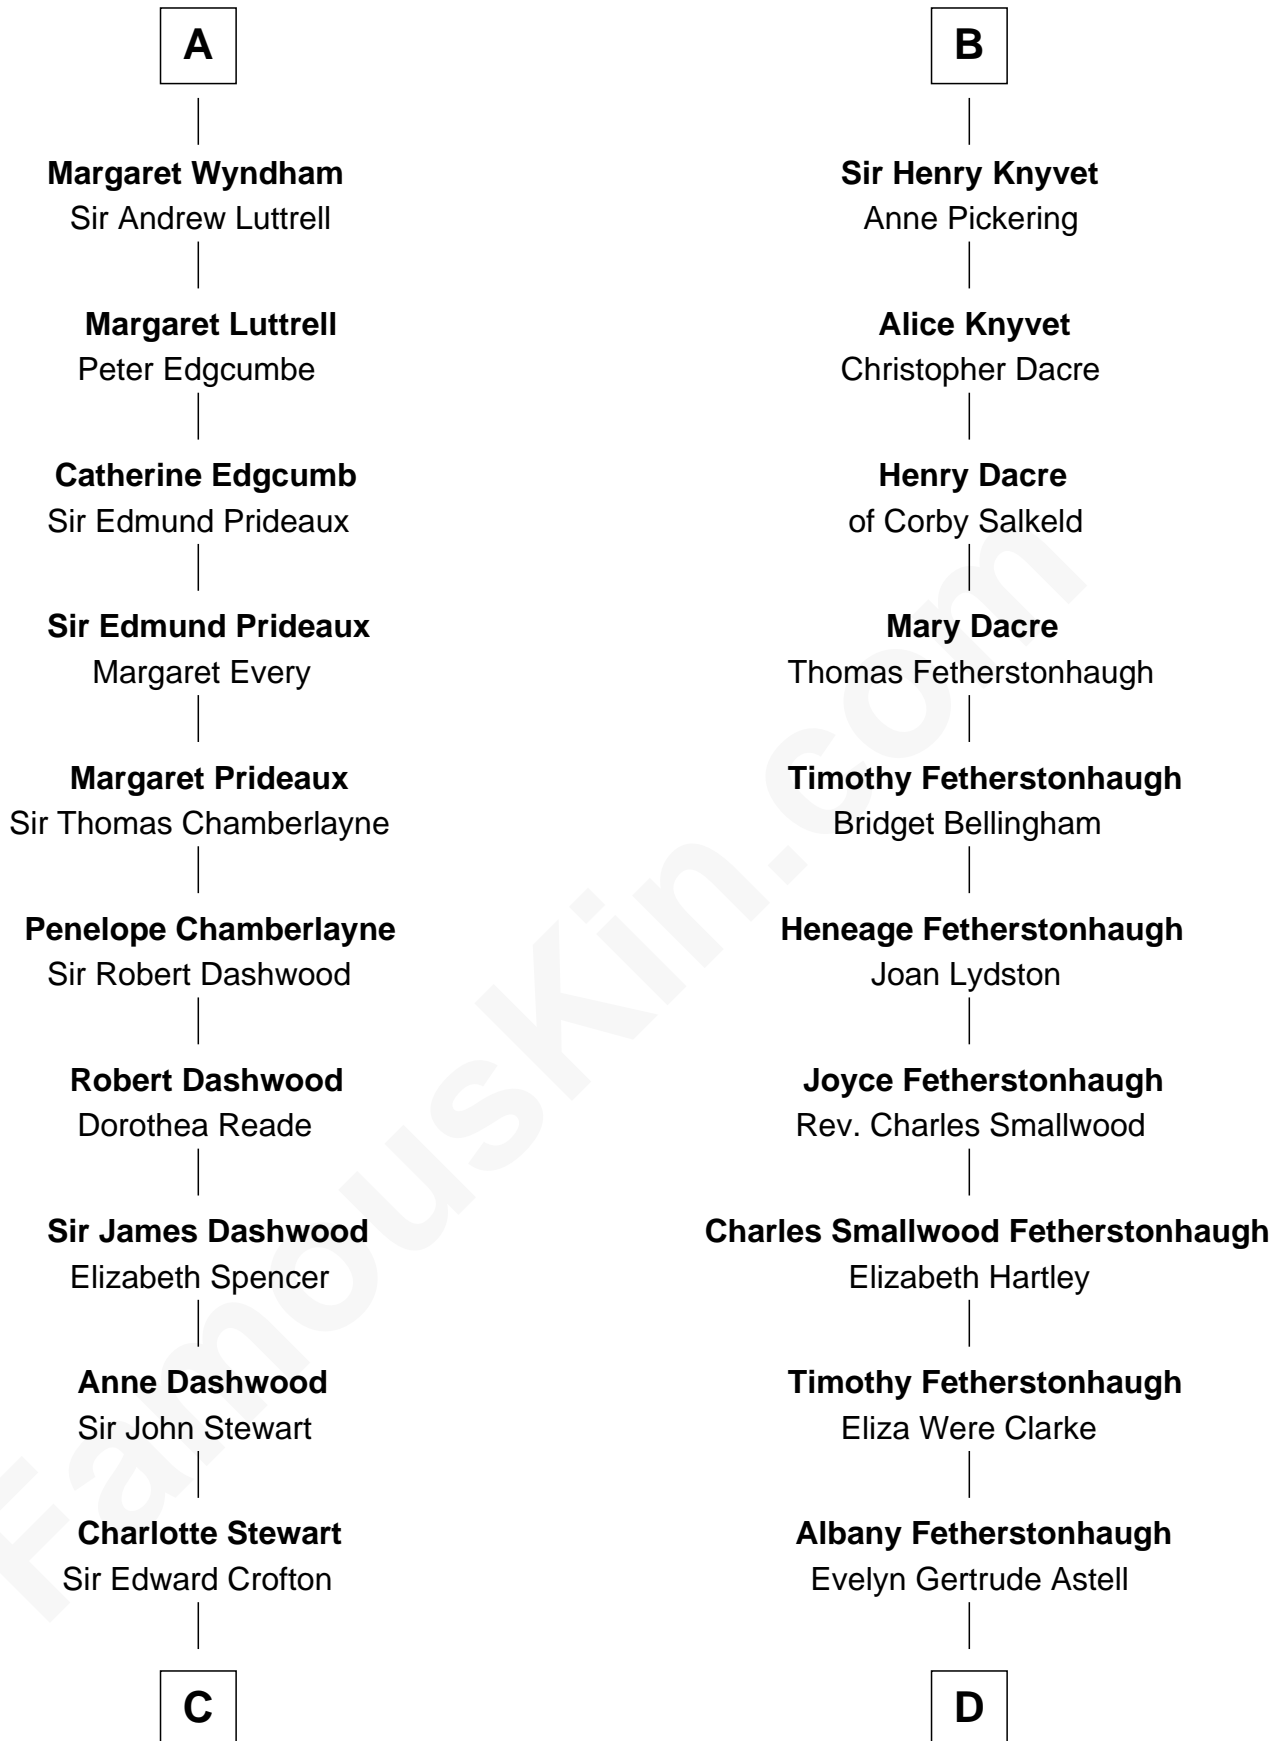 A
Margaret Wyndham
Sir Andrew Luttrell
Margaret Luttrell
Peter Edgcumbe
Catherine Edgcumb
Sir Edmund Prideaux
Sir Edmund Prideaux
Margaret Every
Margaret Prideaux
Sir Thomas Chamberlayne
Penelope Chamberlayne
Sir Robert Dashwood
Robert Dashwood
Dorothea Reade
Sir James Dashwood
Elizabeth Spencer
Anne Dashwood
Sir John Stewart
Charlotte Stewart
Sir Edward Crofton
C
B
Sir Henry Knyvet
Anne Pickering
Alice Knyvet
Christopher Dacre
Henry Dacre
of Corby Salkeld
Mary Dacre
Thomas Fetherstonhaugh
Timothy Fetherstonhaugh
Bridget Bellingham
Heneage Fetherstonhaugh
Joan Lydston
Joyce Fetherstonhaugh
Rev. Charles Smallwood
Charles Smallwood Fetherstonhaugh
Elizabeth Hartley
Timothy Fetherstonhaugh
Eliza Were Clarke
Albany Fetherstonhaugh
Evelyn Gertrude Astell
D
FamousKin.com